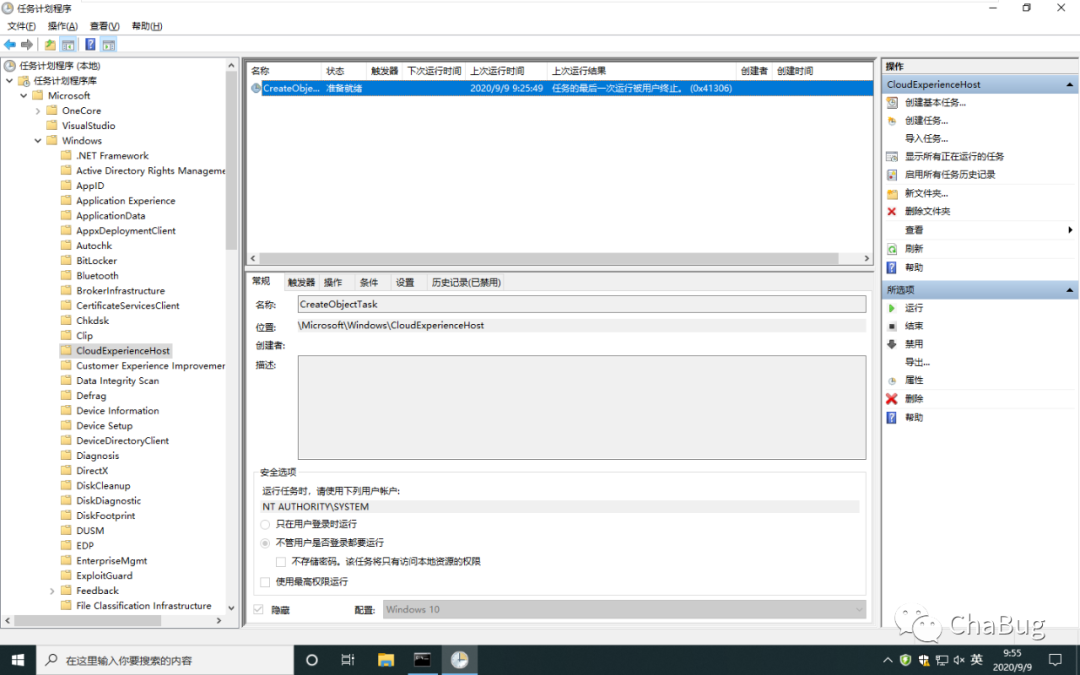 任务计划程序
文件(F) 操作(A) 查看(V) 帮助(H)
任务计划程序 (本地)
任务计划程序库
Microsoft
OneCore
VisualStudio
Windows
.NET Framework
Active Directory Rights Manageme
AppID
Application Experience
ApplicationData
AppxDeploymentClient
Autochk
BitLocker
Bluetooth
BrokerInfrastructure
CertificateServicesClient
Chkdsk
Clip
CloudExperienceHost
Customer Experience Improvemer
Data Integrity Scan
Defrag
Device Information
Device Setup
DeviceDirectoryClient
Diagnosis
DirectX
DiskCleanup
DiskDiagnostic
DiskFootprint
DUSM
EDP
EnterpriseMgmt
ExploitGuard
Feedback
File Classification Infrastructure
名称 状态 触发器 下次运行时间 上次运行时间 上次运行结果 创建者 创建时间
CreateObje... 准备就绪 2020/9/9 9:25:49 任务的最后一次运行被用户终止。 (0x41306)
常规 触发器 操作 条件 设置 历史记录(已禁用)
名称: CreateObjectTask
位置: \Microsoft\Windows\CloudExperienceHost
创建者:
描述:
安全选项
运行任务时，请使用下列用户帐户:
NT AUTHORITY\SYSTEM
只在用户登录时运行
不管用户是否登录都要运行
不存储密码。该任务将只有访问本地资源的权限
使用最高权限运行
隐藏 配置: Windows 10
操作
CloudExperienceHost
创建基本任务...
创建任务...
导入任务...
显示所有正在运行的任务
启用所有任务历史记录
新文件夹...
删除文件夹
查看
刷新
帮助
所选项
运行
结束
禁用
导出...
属性
删除
帮助
ChaBug
在这里输入你要搜索的内容
英
9:55
2020/9/9